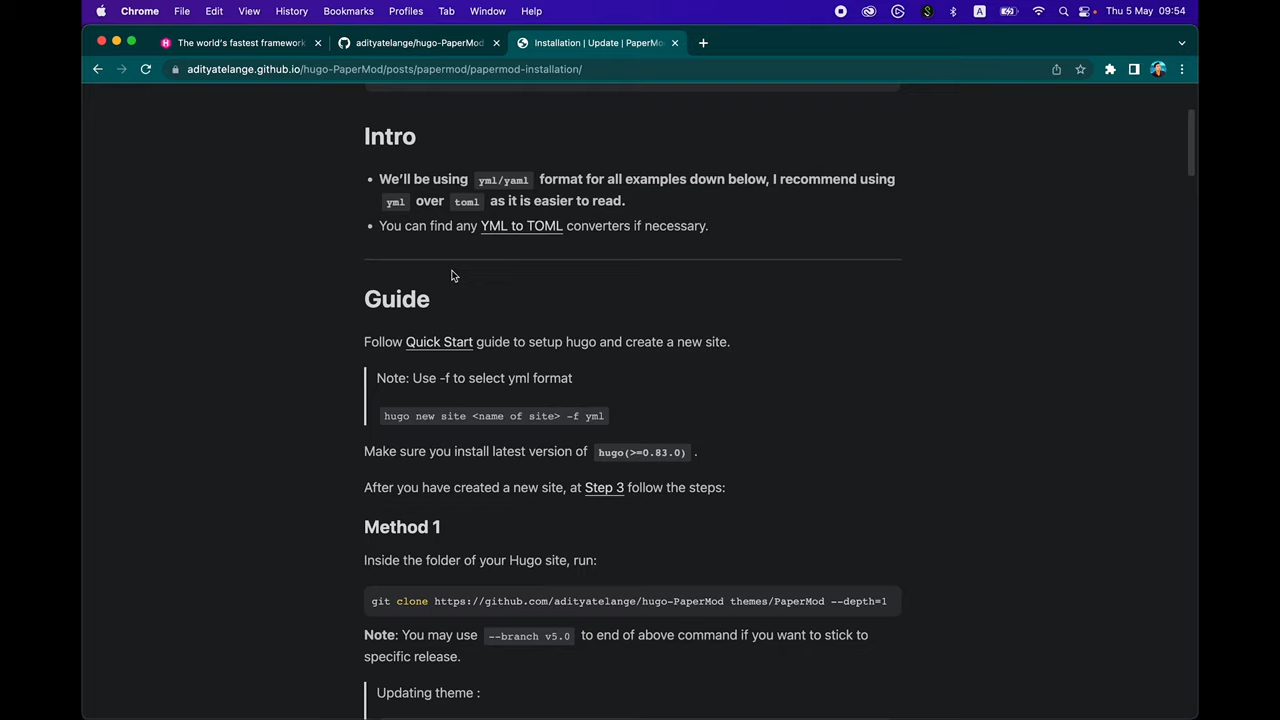 Chrome File Edit View History Bookmarks Profiles Tab Window Help A Thu 5 May 09:54
The world's fastest framework
adityatelange/hugo-PaperMod
Installation | Update | PaperMo
adityatelange.github.io/hugo-PaperMod/posts/papermod/papermod-installation/
Intro
• We'll be using yml/yaml format for all examples down below, I recommend using
yml over toml as it is easier to read.
• You can find any YML to TOML converters if necessary.
Guide
Follow Quick Start guide to setup hugo and create a new site.
Note: Use -f to select yml format
hugo new site <name of site> -f yml
Make sure you install latest version of hugo(>=0.83.0) .
After you have created a new site, at Step 3 follow the steps:
Method 1
Inside the folder of your Hugo site, run:
git clone https://github.com/adityatelange/hugo-PaperMod themes/PaperMod --depth=1
Note: You may use --branch v5.0 to end of above command if you want to stick to
specific release.
Updating theme :